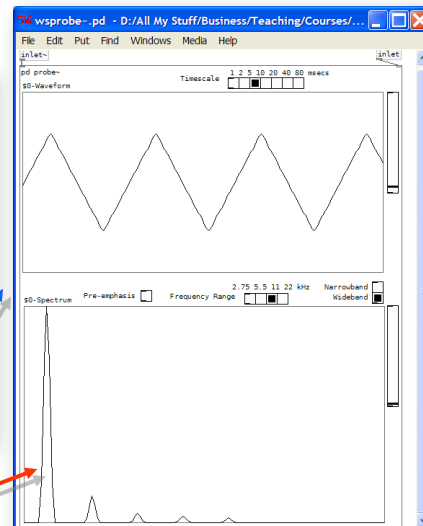 wsprobe~.pd - D:/All My Stuff/Business/Teaching/Courses/...
File Edit Put Find Windows Media Help
inlet~ inlet
pd probe~
Timescale 1 2 5 10 20 40 80 msecs
$0-Waveform
2.75 5.5 11 22 kHz Narrowband
$0-Spectrum Pre-emphasis Frequency Range Wideband